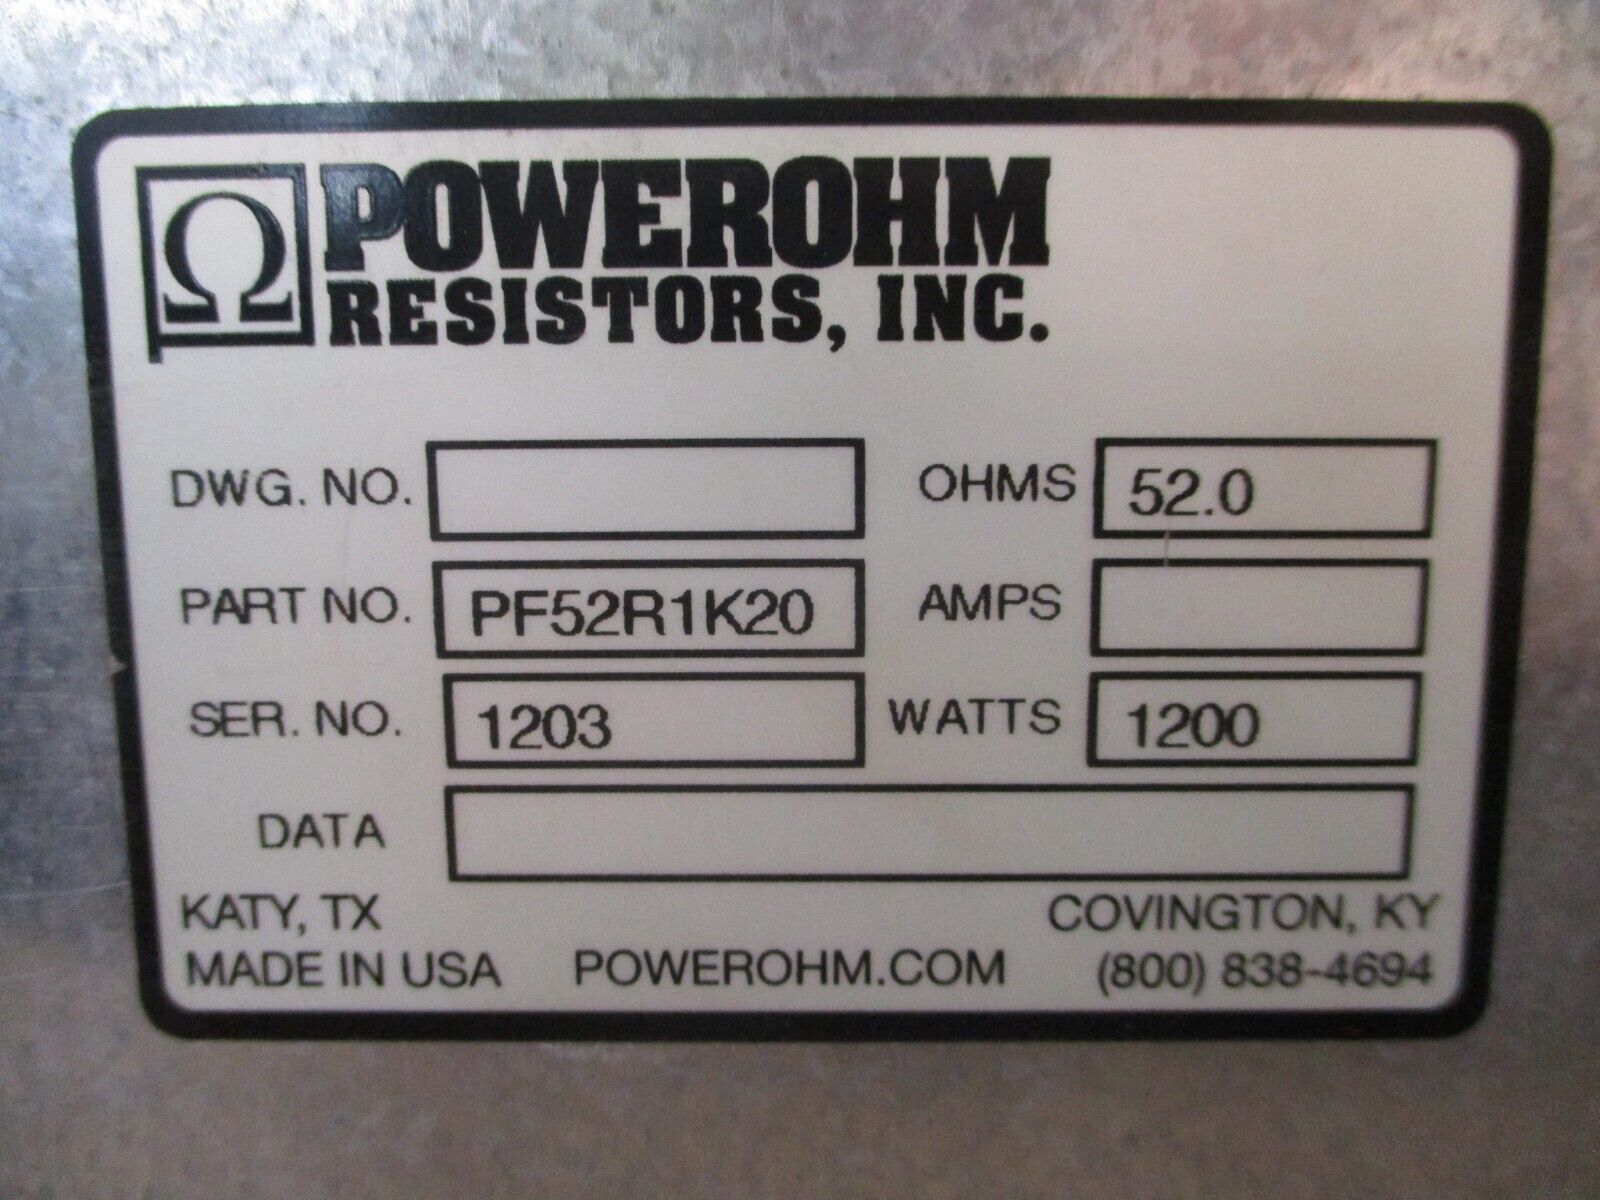 Ω POWEROHM
RESISTORS, INC.
DWG. NO.
OHMS 52.0
PART NO. PF52R1K20
AMPS
SER. NO. 1203
WATTS 1200
DATA
KATY, TX
COVINGTON, KY
MADE IN USA POWEROHM.COM (800) 838-4694